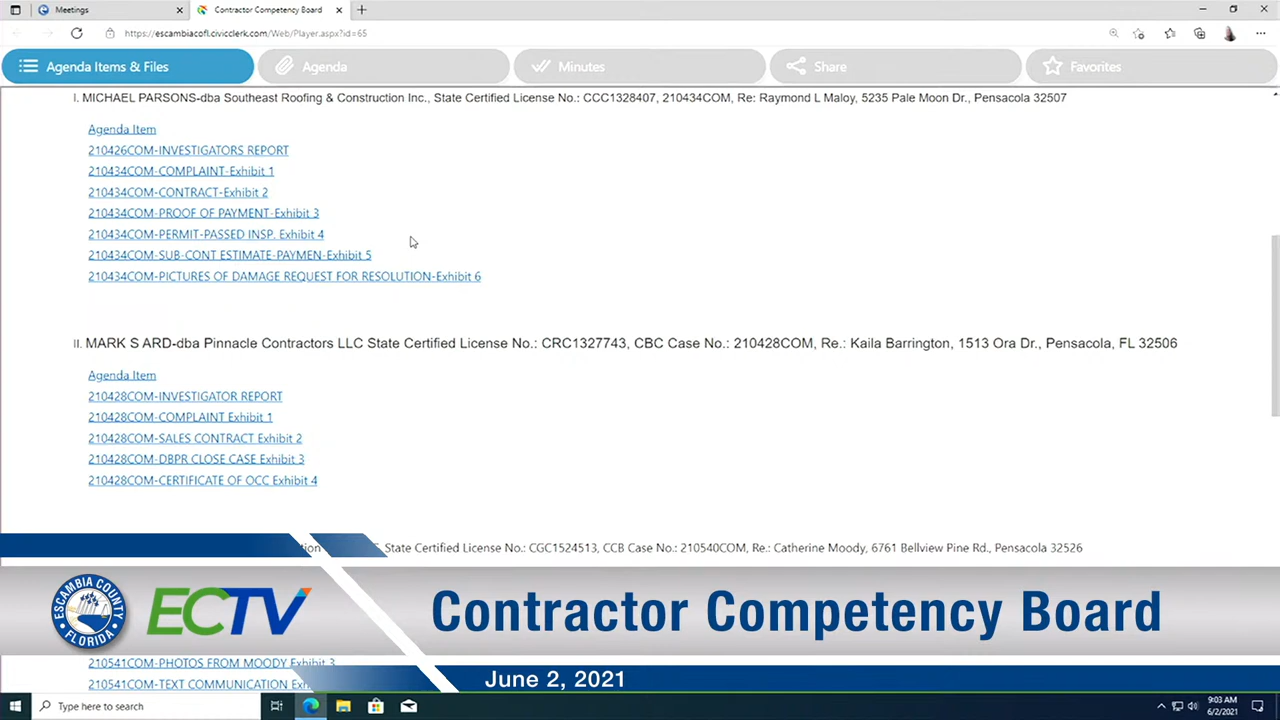 Meetings
Contractor Competency Board
https://escambiacofl.civicclerk.com/Web/Player.aspx?id=65
Agenda Items & Files
Agenda
Minutes
Share
Favorites
I. MICHAEL PARSONS-dba Southeast Roofing & Construction Inc., State Certified License No.: CCC1328407, 210434COM, Re: Raymond L Maloy, 5235 Pale Moon Dr., Pensacola 32507
Agenda Item
210426COM-INVESTIGATORS REPORT
210434COM-COMPLAINT-Exhibit 1
210434COM-CONTRACT-Exhibit 2
210434COM-PROOF OF PAYMENT-Exhibit 3
210434COM-PERMIT-PASSED INSP. Exhibit 4
210434COM-SUB-CONT ESTIMATE-PAYMEN-Exhibit 5
210434COM-PICTURES OF DAMAGE REQUEST FOR RESOLUTION-Exhibit 6
II. MARK S ARD-dba Pinnacle Contractors LLC State Certified License No.: CRC1327743, CBC Case No.: 210428COM, Re.: Kaila Barrington, 1513 Ora Dr., Pensacola, FL 32506
Agenda Item
210428COM-INVESTIGATOR REPORT
210428COM-COMPLAINT Exhibit 1
210428COM-SALES CONTRACT Exhibit 2
210428COM-DBPR CLOSE CASE Exhibit 3
210428COM-CERTIFICATE OF OCC Exhibit 4
State Certified License No.: CGC1524513, CCB Case No.: 210540COM, Re.: Catherine Moody, 6761 Bellview Pine Rd., Pensacola 32526
ESCAMBIA COUNTY
FLORIDA
ECTV
Contractor Competency Board
210541COM-PHOTOS FROM MOODY Exhibit 3
210541COM-TEXT COMMUNICATION
June 2, 2021
Type here to search
9:03 AM
6/2/2021